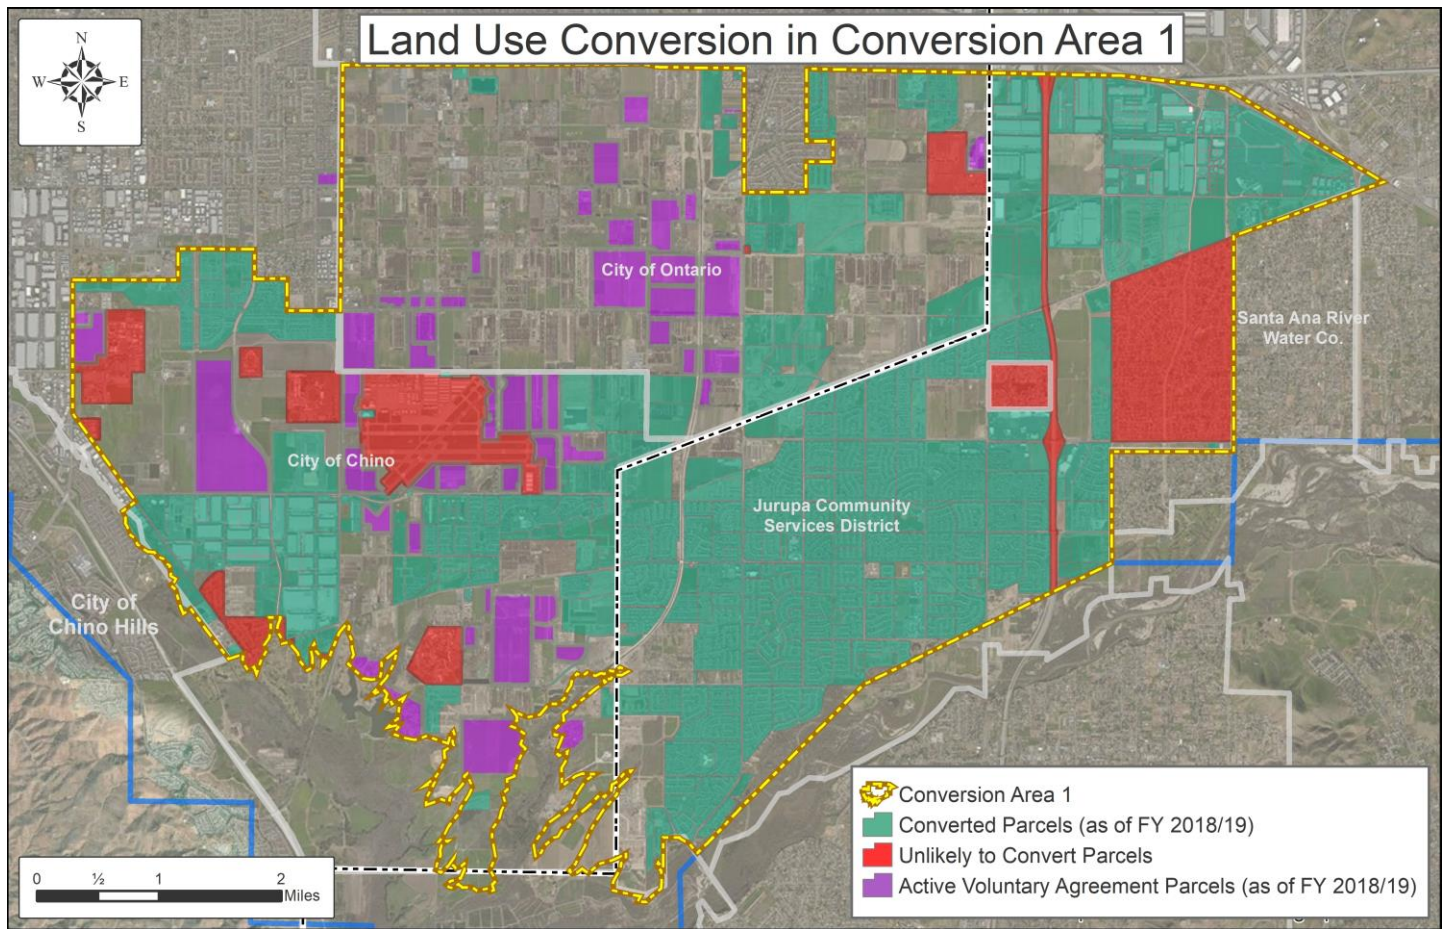 Land Use Conversion in Conversion Area 1
N
W E
S
City of Ontario
Santa Ana River
Water Co.
City of Chino
Jurupa Community
Services District
City of
Chino Hills
Conversion Area 1
Converted Parcels (as of FY 2018/19)
Unlikely to Convert Parcels
Active Voluntary Agreement Parcels (as of FY 2018/19)
0 ½ 1 2
Miles